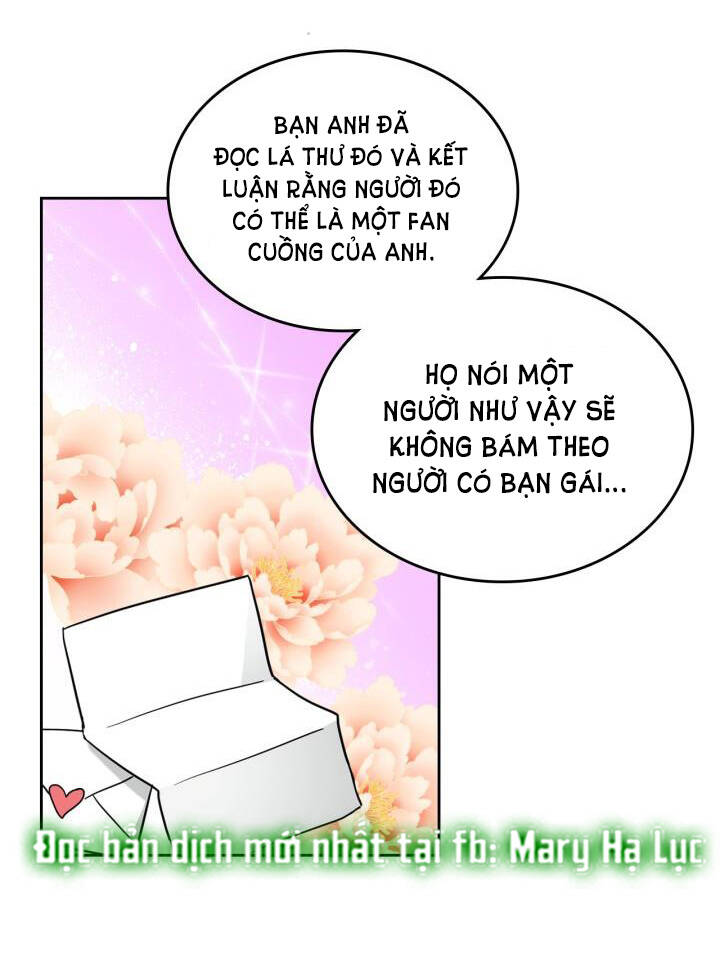 BẠN ANH ĐÃ
ĐỌC LÁ THƯ ĐÓ VÀ KẾT
LUẬN RẰNG NGƯỜI ĐÓ
CÓ THỂ LÀ MỘT FAN
CUỒNG CỦA ANH.
HỌ NÓI MỘT
NGƯỜI NHƯ VẬY SẼ
KHÔNG BÁM THEO
NGƯỜI CÓ BẠN GÁI...
Đọc bản dịch mới nhất tại fb: Mary Hạ Lục